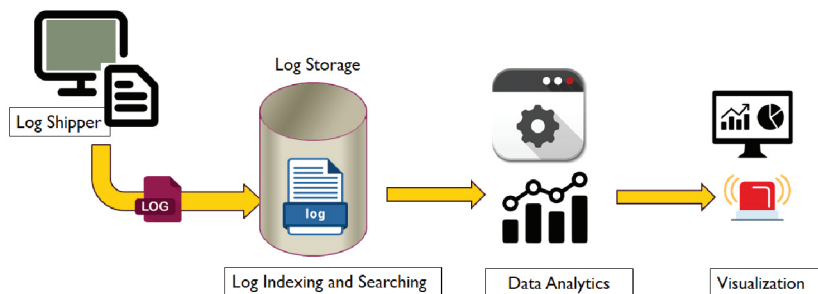 Log Storage
Log Shipper
LOG
log
Log Indexing and Searching
Data Analytics
Visualization